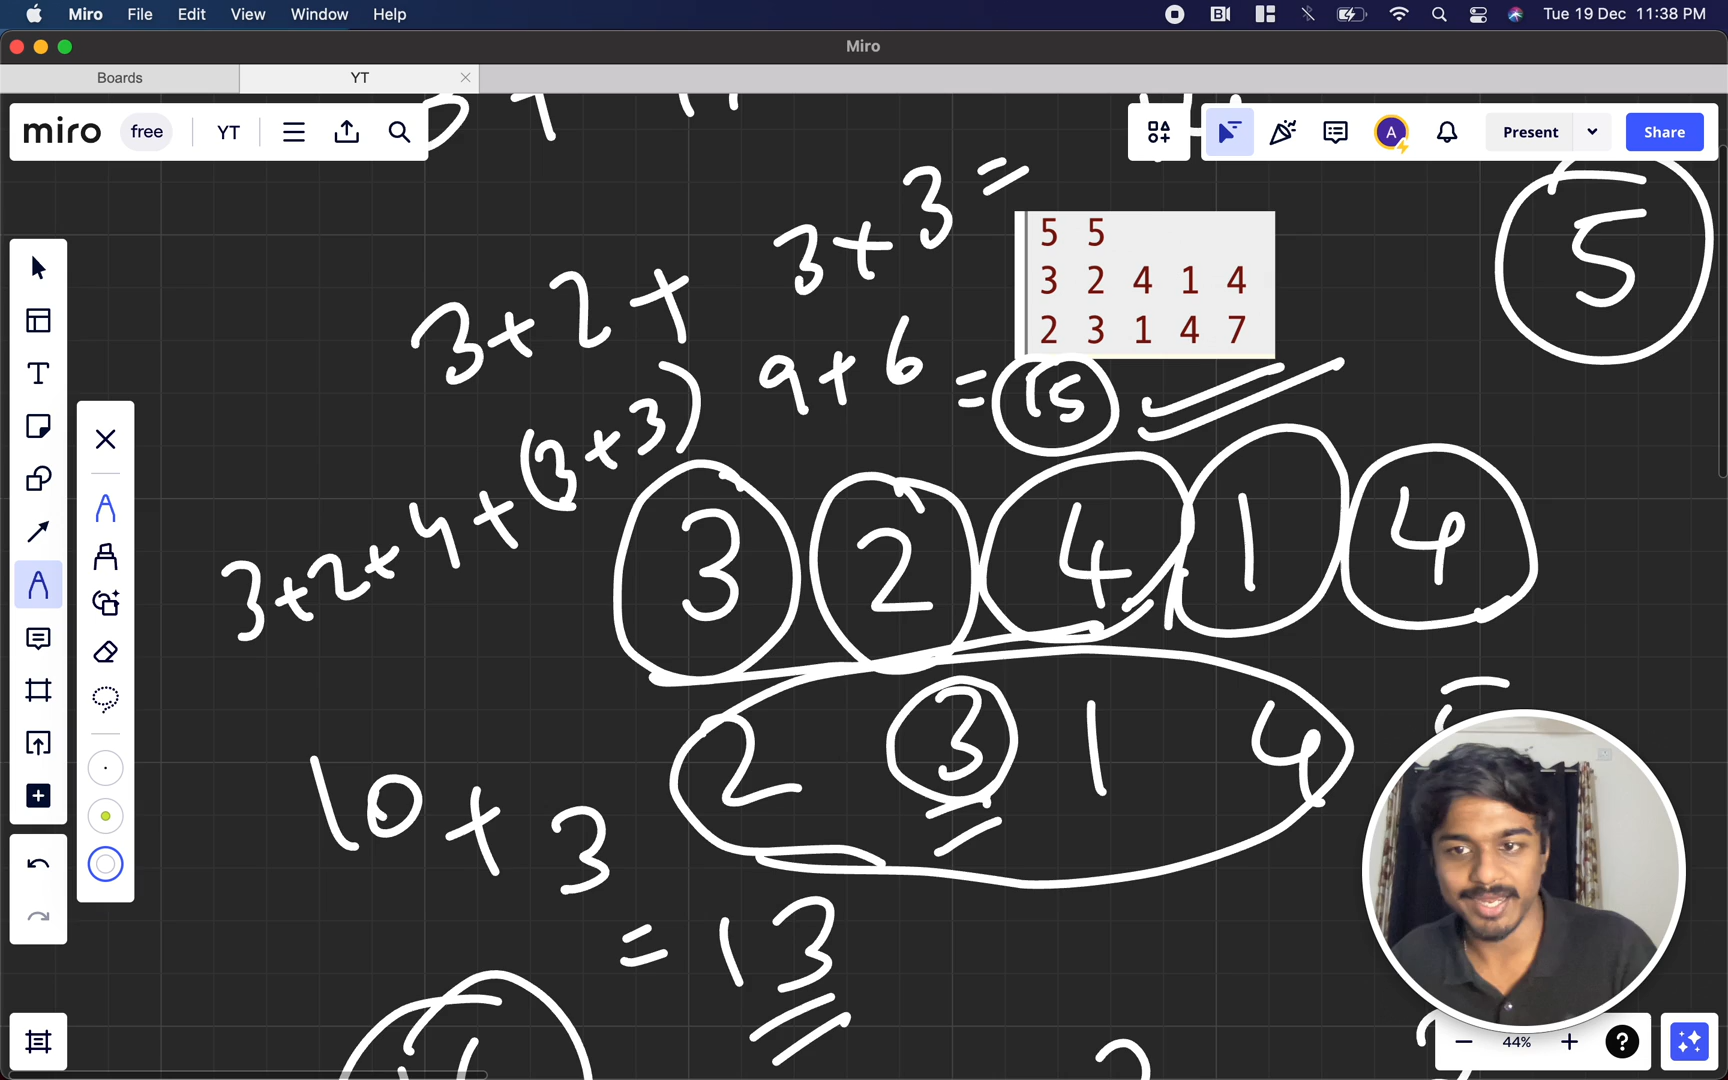 Miro File Edit View Window Help Tue 19 Dec 11:38 PM
Miro
Boards YT
miro free YT Present Share
A
3+3=
5
5 5
3 2 4 1 4
2 3 1 4 7
3+2+
9+6 =15
3+2+4+(3+3)
3 2 4 1 4
2 3 1 4
10+3
=13
44%